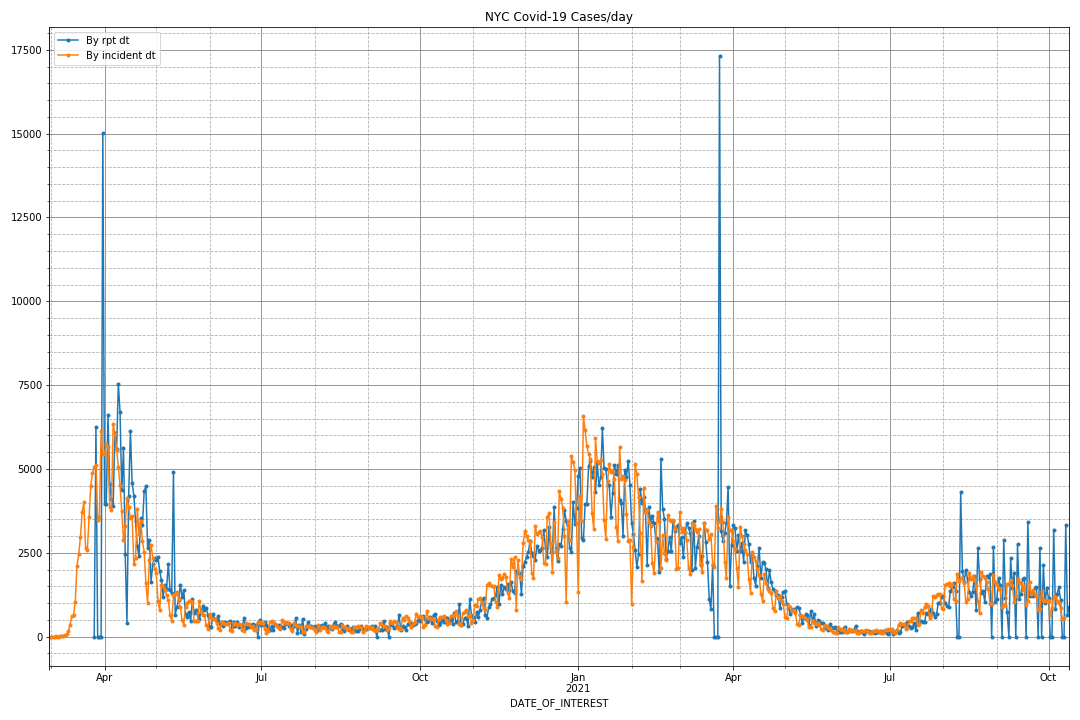 NYC Covid-19 Cases/day
By rpt dt
By incident dt
17500
15000
12500
10000
7500
5000
2500
0
Apr Jul Oct Jan Apr Jul Oct
2021
DATE_OF_INTEREST